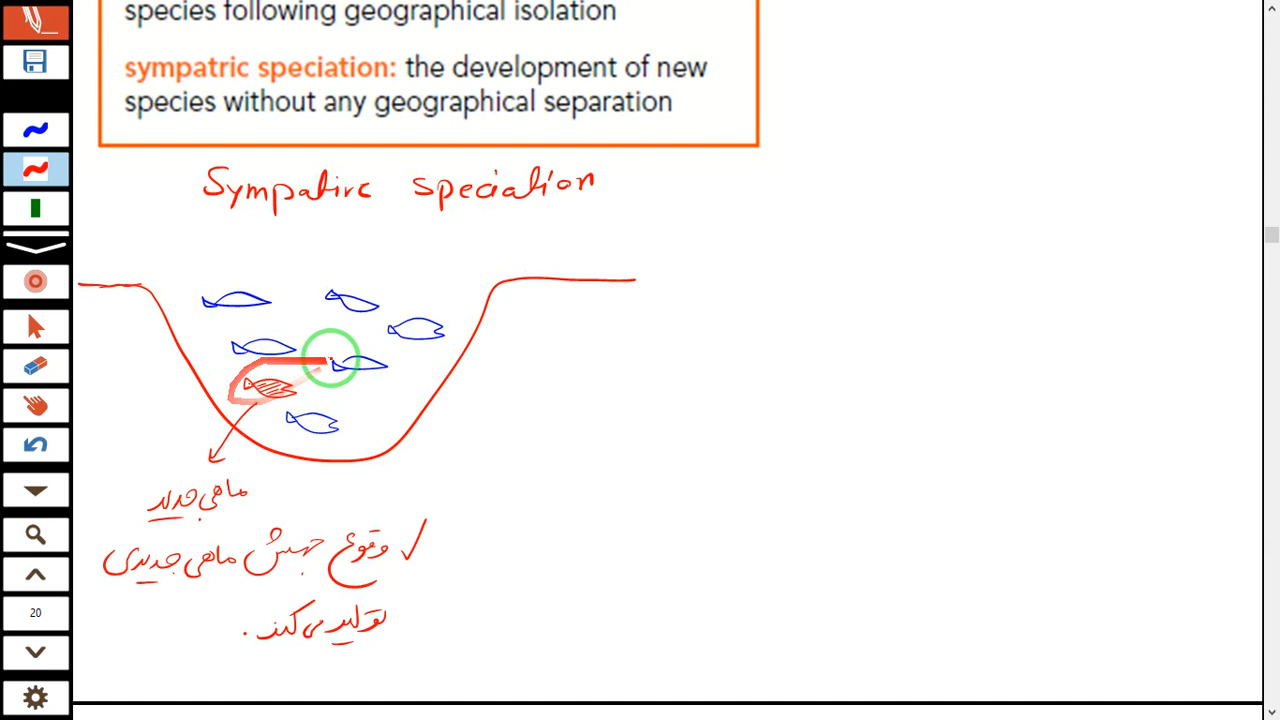 species following geographical isolation
sympatric speciation: the development of new
species without any geographical separation
Sympatric speciation
ماهی جدید
✓ وقوع جهش ماهی جدیدی
تولید می کند.
20